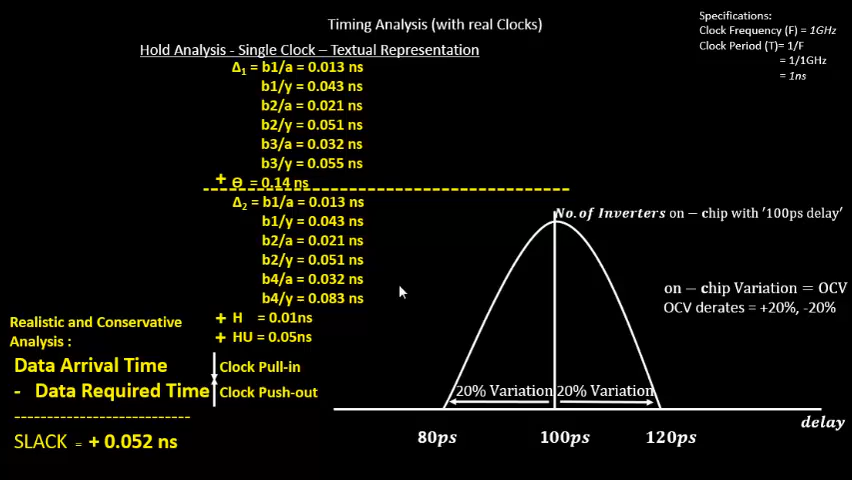 Timing Analysis (with real Clocks)
Specifications:
Clock Frequency (F) = 1GHz
Clock Period (T)= 1/F
= 1/1GHz
= 1ns
Hold Analysis - Single Clock – Textual Representation
Δ1 = b1/a = 0.013 ns
b1/y = 0.043 ns
b2/a = 0.021 ns
b2/y = 0.051 ns
b3/a = 0.032 ns
b3/y = 0.055 ns
+ Ө = 0.14 ns
Δ2 = b1/a = 0.013 ns
b1/y = 0.043 ns
b2/a = 0.021 ns
b2/y = 0.051 ns
b4/a = 0.032 ns
b4/y = 0.083 ns
+ H = 0.01ns
+ HU = 0.05ns
Realistic and Conservative
Analysis :
Data Arrival Time
Clock Pull-in
- Data Required Time
Clock Push-out
---------------------------
SLACK = + 0.052 ns
No. of Inverters on − chip with ′100ps delay′
on − chip Variation = OCV
OCV derates = +20%, -20%
20% Variation 20% Variation
delay
80ps 100ps 120ps